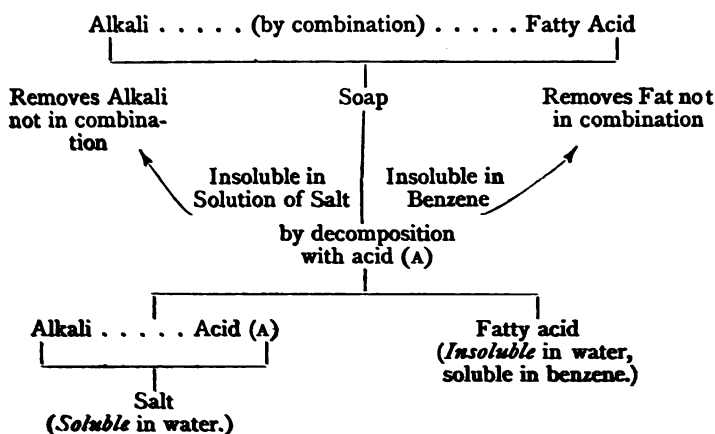 Alkali . . . . . (by combination) . . . . . Fatty Acid
Removes Alkali
not in combina-
tion
Soap
Removes Fat not
in combination
Insoluble in
Solution of Salt
Insoluble in
Benzene
by decomposition
with acid (A)
Alkali . . . . . Acid (A)
Fatty acid
(Insoluble in water,
soluble in benzene.)
Salt
(Soluble in water.)